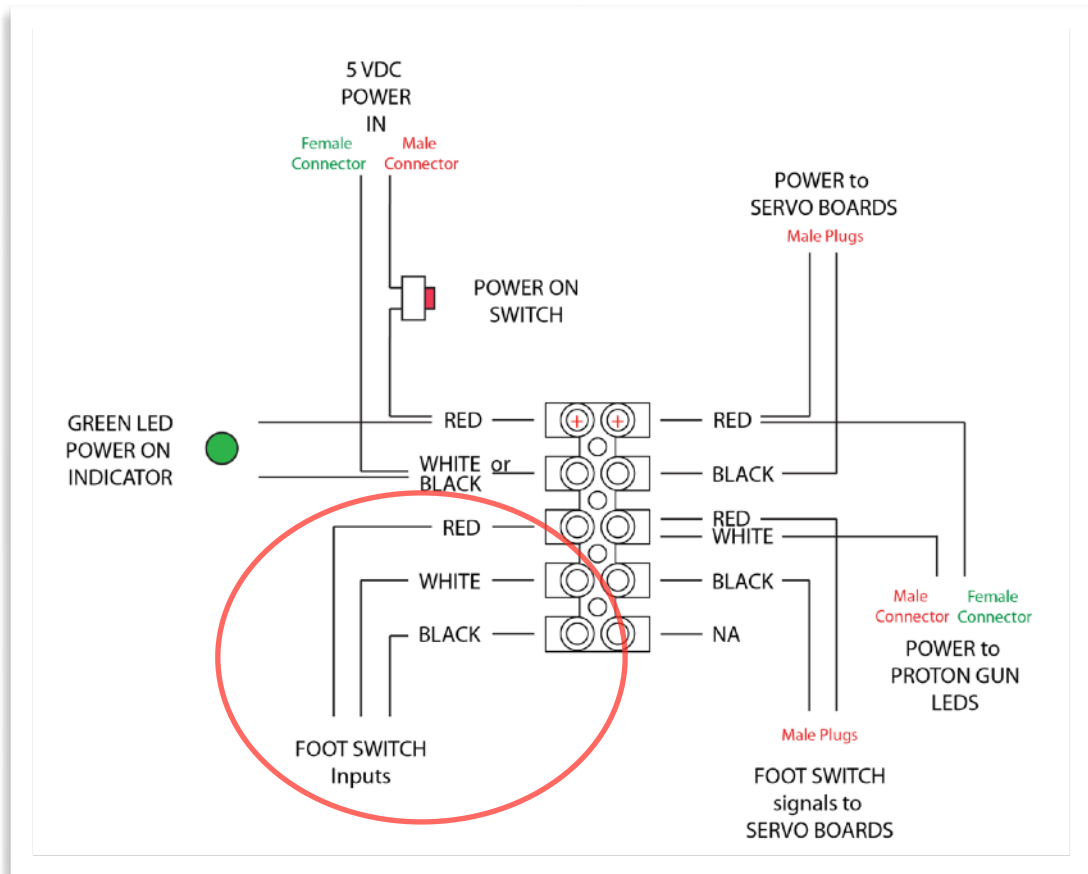 5 VDC
POWER
IN
Female
Connector
Male
Connector
POWER to
SERVO BOARDS
Male Plugs
POWER ON
SWITCH
GREEN LED
POWER ON
INDICATOR
RED
+ +
RED
WHITE or
BLACK
BLACK
RED
RED
WHITE
WHITE
BLACK
BLACK
NA
Male
Connector
Female
Connector
POWER to
PROTON GUN
LEDS
FOOT SWITCH
Inputs
Male Plugs
FOOT SWITCH
signals to
SERVO BOARDS